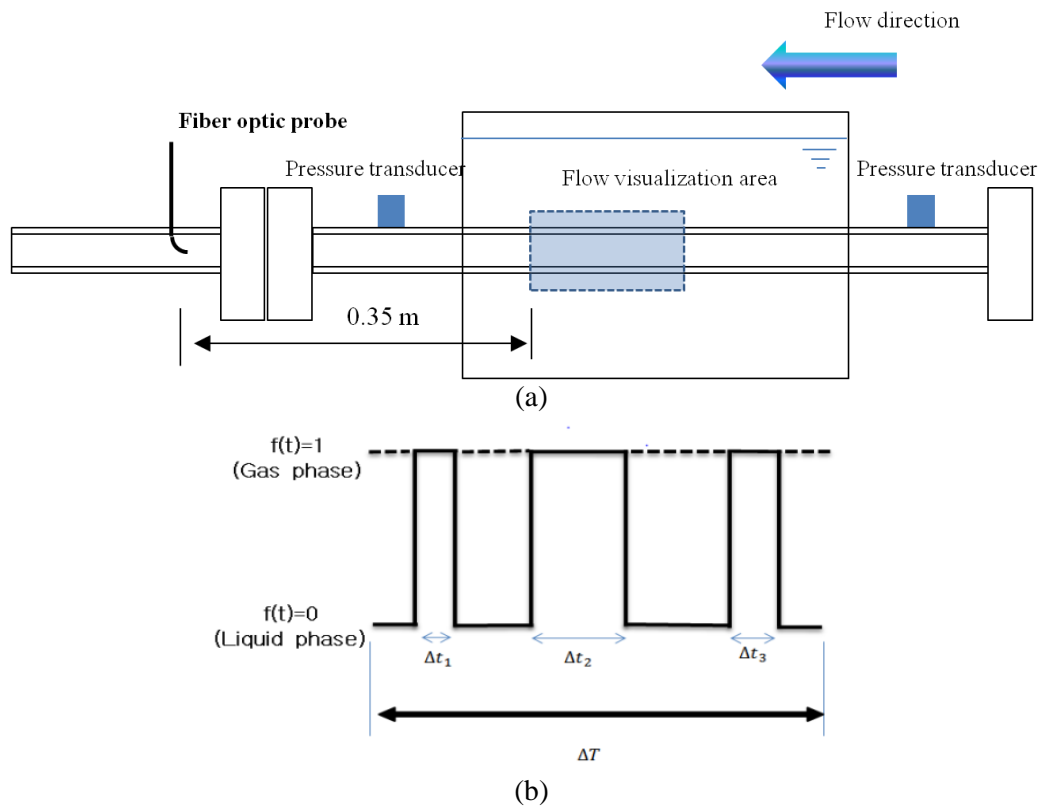 Flow direction
Fiber optic probe
Pressure transducer
Flow visualization area
Pressure transducer
0.35 m
(a)
f(t)=1
(Gas phase)
f(t)=0
(Liquid phase)
Δt₁
Δt₂
Δt₃
ΔT
(b)